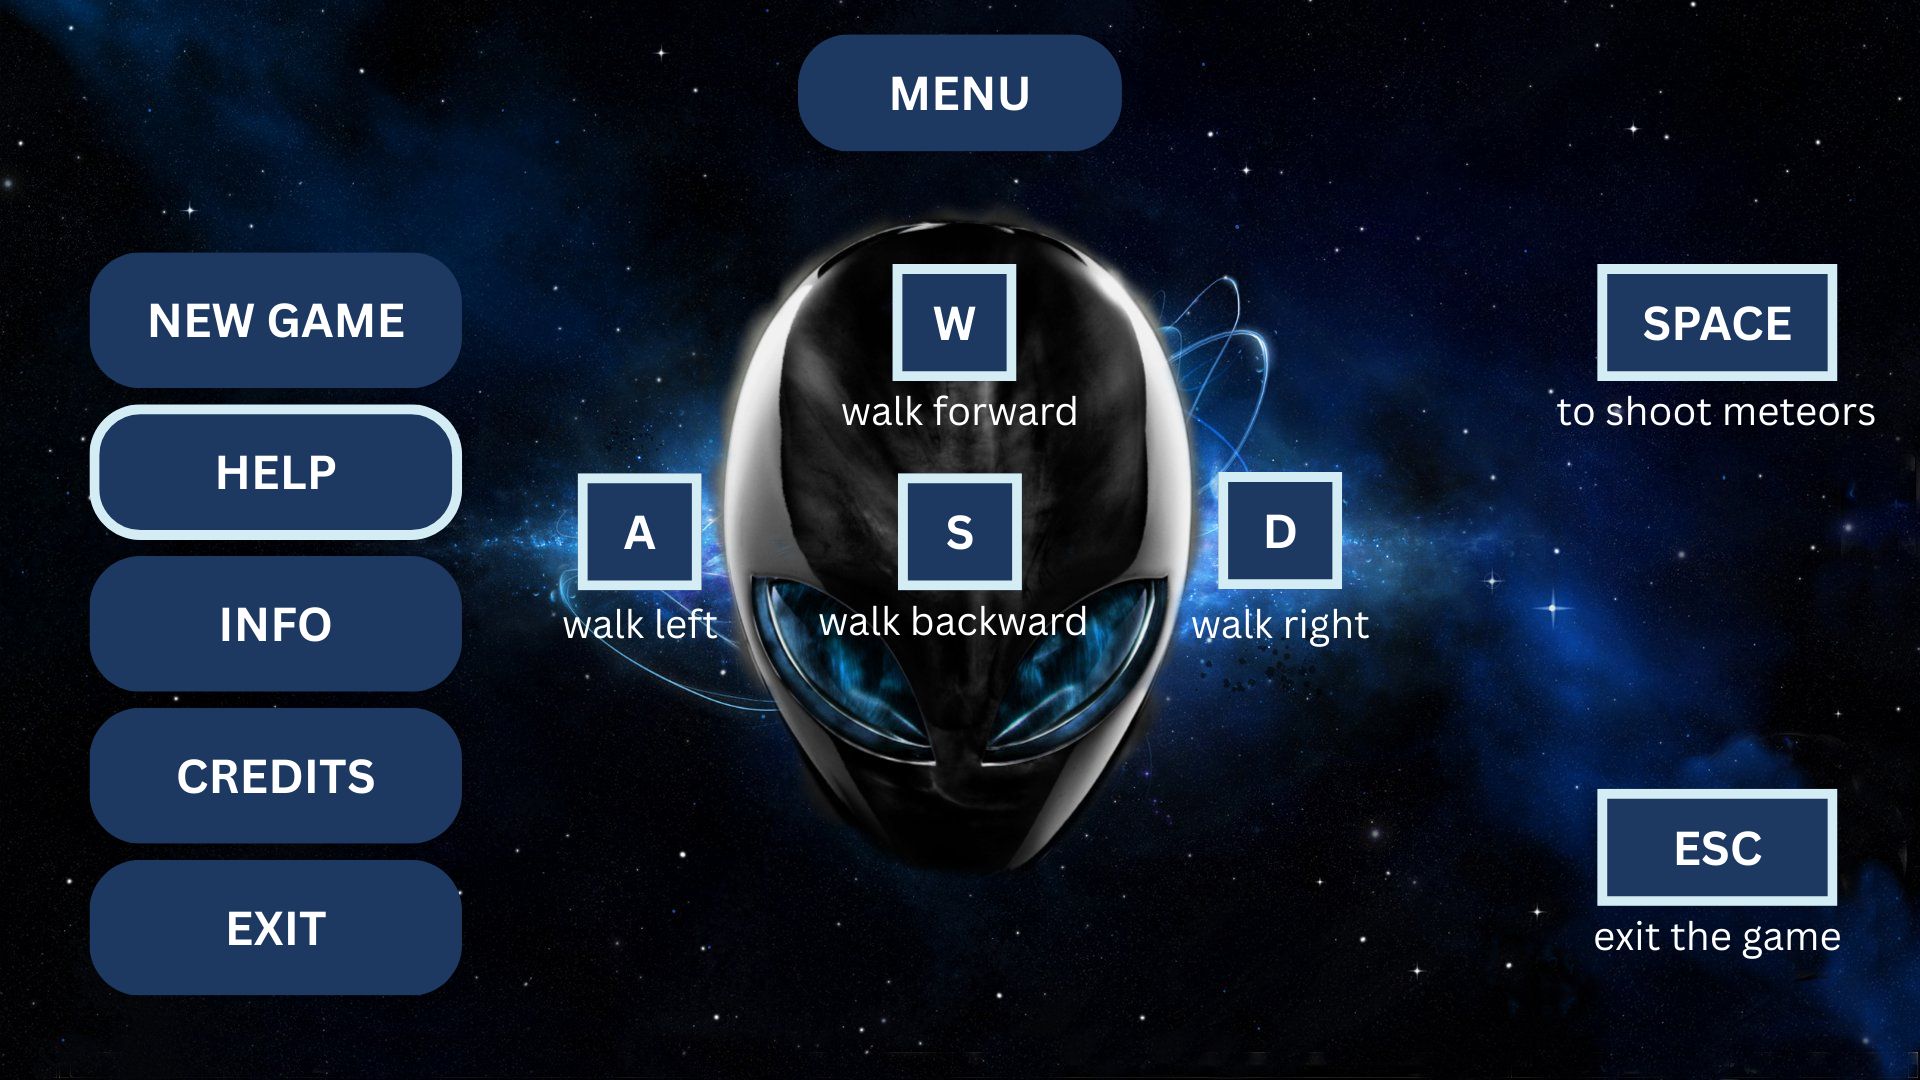 MENU
NEW GAME
HELP
INFO
CREDITS
EXIT
W
walk forward
A
walk left
S
walk backward
D
walk right
SPACE
to shoot meteors
ESC
exit the game